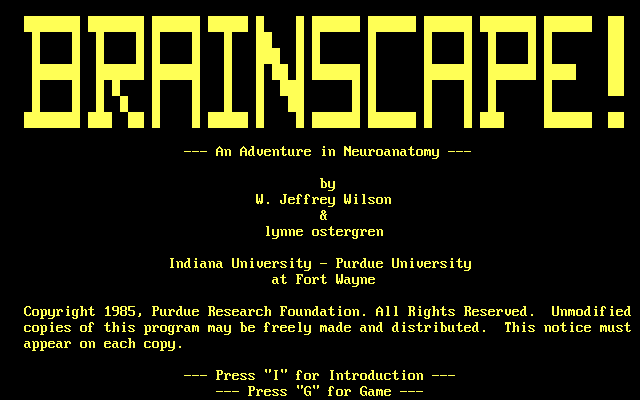 BRAINSCAPE!
--- An Adventure in Neuroanatomy ---
by
W. Jeffrey Wilson
&
lynne ostergren
Indiana University - Purdue University
at Fort Wayne
Copyright 1985, Purdue Research Foundation. All Rights Reserved.  Unmodified
copies of this program may be freely made and distributed.  This notice must
appear on each copy.
--- Press "I" for Introduction ---
--- Press "G" for Game ---